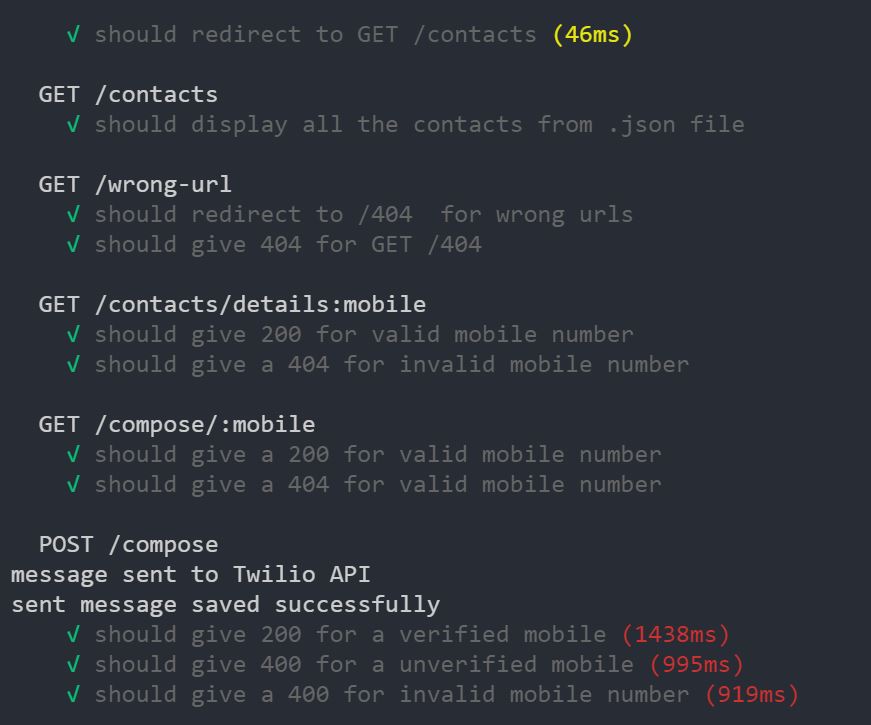 √ should redirect to GET /contacts (46ms)
GET /contacts
√ should display all the contacts from .json file
GET /wrong-url
√ should redirect to /404  for wrong urls
√ should give 404 for GET /404
GET /contacts/details:mobile
√ should give 200 for valid mobile number
√ should give a 404 for invalid mobile number
GET /compose/:mobile
√ should give a 200 for valid mobile number
√ should give a 404 for valid mobile number
POST /compose
message sent to Twilio API
sent message saved successfully
√ should give 200 for a verified mobile (1438ms)
√ should give 400 for a unverified mobile (995ms)
√ should give a 400 for invalid mobile number (919ms)